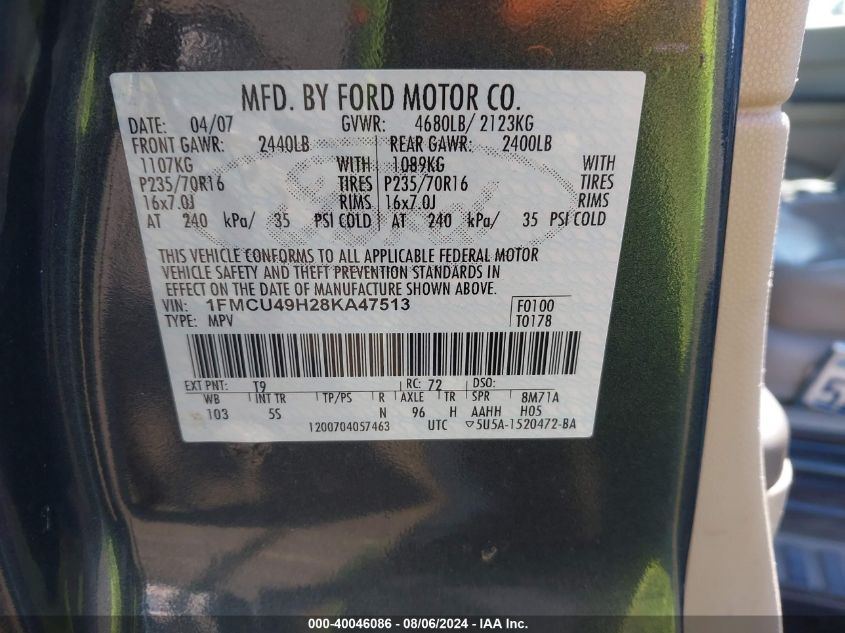 MFD. BY FORD MOTOR CO.
DATE: 04/07 GVWR: 4680LB/ 2123KG
FRONT GAWR: 2440LB REAR GAWR: 2400LB
1107KG WITH 1089KG WITH
P235/70R16 TIRES P235/70R16 TIRES
16x7.0J RIMS 16x7.0J RIMS
AT 240 kPa/ 35 PSI COLD AT 240 kPa/ 35 PSI COLD
THIS VEHICLE CONFORMS TO ALL APPLICABLE FEDERAL MOTOR
VEHICLE SAFETY AND THEFT PREVENTION STANDARDS IN
EFFECT ON THE DATE OF MANUFACTURE SHOWN ABOVE.
VIN: 1FMCU49H28KA47513 F0100
TYPE: MPV T0178
EXT PNT: T9 RC: 72 DSO:
WB INT TR TP/PS R AXLE TR SPR 8M71A
103 5S N 96 H AAHH H05
1200704057463 UTC ▽5U5A-1520472-BA
000-40046086 - 08/06/2024 - IAA Inc.